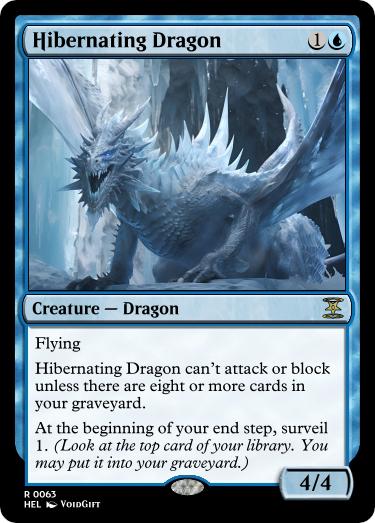 Hibernating Dragon 1
Creature — Dragon
Flying
Hibernating Dragon can't attack or block
unless there are eight or more cards in
your graveyard.
At the beginning of your end step, surveil
1. (Look at the top card of your library. You
may put it into your graveyard.)
4/4
R 0063
HEL VoidGift